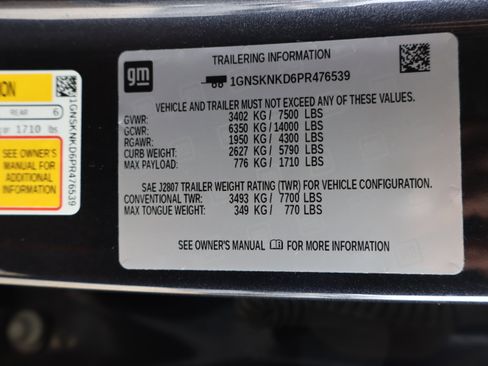 TRAILERING INFORMATION
gm
1GNSKNKD6PR476539
VEHICLE AND TRAILER MUST NOT EXCEED ANY OF THESE VALUES.
GVWR: 3402 KG / 7500 LBS
GCWR: 6350 KG / 14000 LBS
RGAWR: 1950 KG / 4300 LBS
CURB WEIGHT: 2627 KG / 5790 LBS
MAX PAYLOAD: 776 KG / 1710 LBS
SAE J2807 TRAILER WEIGHT RATING (TWR) FOR VEHICLE CONFIGURATION.
CONVENTIONAL TWR: 3493 KG / 7700 LBS
MAX TONGUE WEIGHT: 349 KG / 770 LBS
SEE OWNER'S MANUAL FOR MORE INFORMATION
REAR 6
or 1710 lbs
SEE OWNER'S
MANUAL FOR
ADDITIONAL
INFORMATION
1GNSKNKD6PR476539